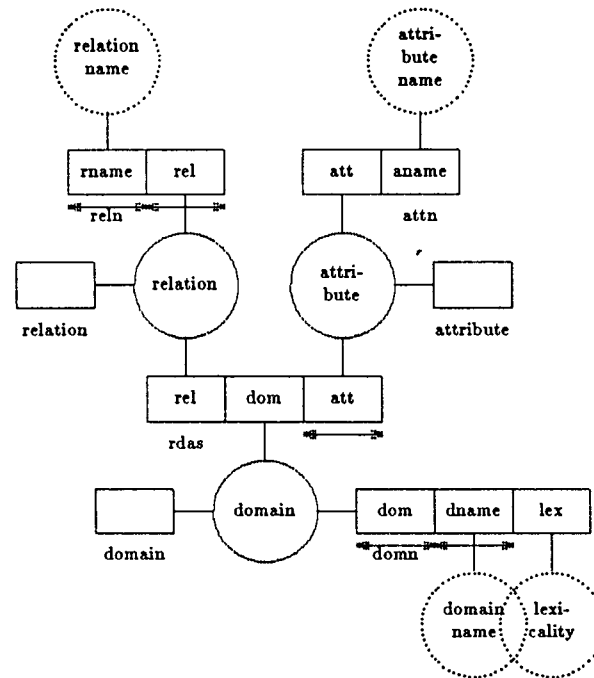 relation
name
attri-
bute
name
rname rel
att aname
reln
attn
relation
attri-
bute
relation
attribute
rel dom att
rdas
domain
dom dname lex
domain
domn
domain
name
lexi-
cality